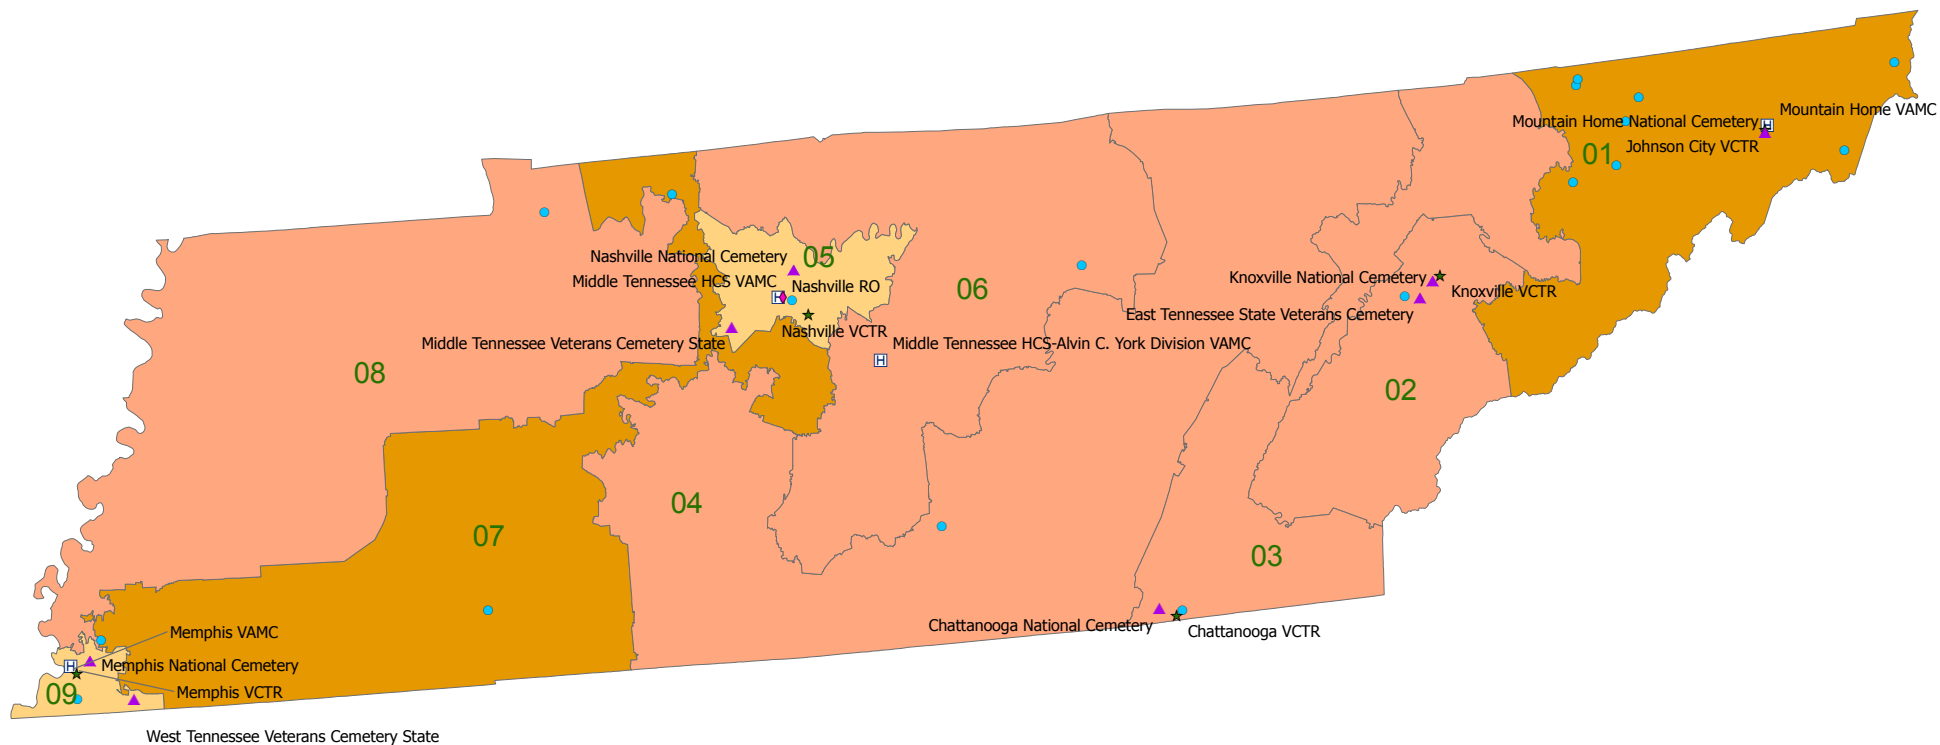 Mountain Home VAMC
Mountain Home National Cemetery
Johnson City VCTR
01
Nashville National Cemetery
05
Middle Tennessee HCS VAMC
Nashville RO
06
Knoxville National Cemetery
Knoxville VCTR
East Tennessee State Veterans Cemetery
Nashville VCTR
Middle Tennessee Veterans Cemetery State
Middle Tennessee HCS-Alvin C. York Division VAMC
08
02
04
07
03
Chattanooga National Cemetery
Chattanooga VCTR
Memphis VAMC
Memphis National Cemetery
Memphis VCTR
09
West Tennessee Veterans Cemetery State
H
H
H
H